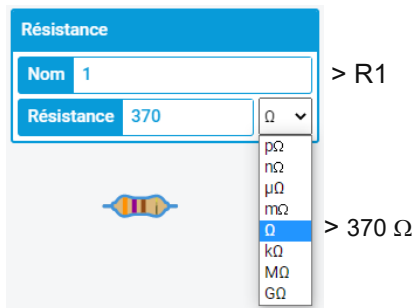 Résistance
Nom 1 > R1
Résistance 370 Ω
pΩ
nΩ
μΩ
mΩ
Ω > 370 Ω
kΩ
MΩ
GΩ